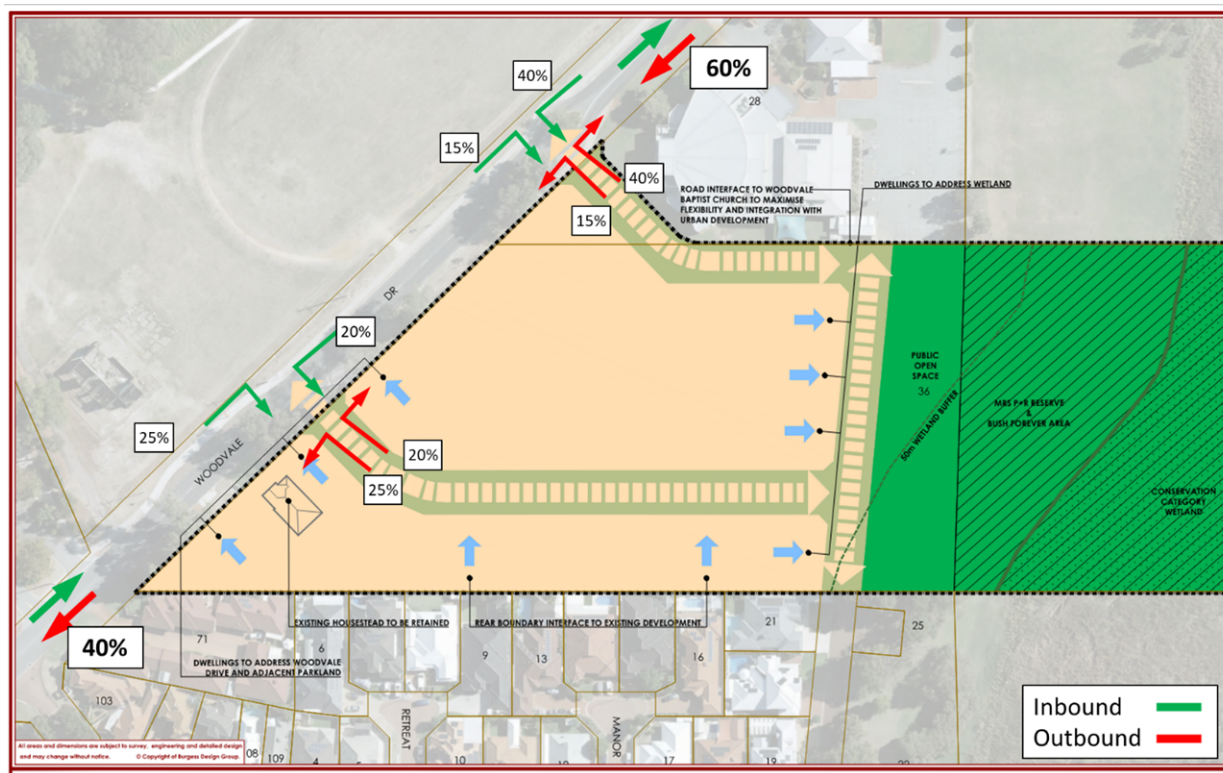 60%
40%
28
15%
40%
ROAD INTERFACE TO WOODVALE
BAPTIST CHURCH TO MAXIMISE
FLEXIBILITY AND INTEGRATION WITH
URBAN DEVELOPMENT
DWELLINGS TO ADDRESS WETLAND
15%
DR
20%
PUBLIC
OPEN
SPACE
36
50m WETLAND BUFFER
MRS P+R RESERVE
&
BUSH FOREVER AREA
25%
WOODVALE
20%
25%
CONSERVATION
CATEGORY
WETLAND
40%
EXISTING HOUSESTEAD TO BE RETAINED
REAR BOUNDARY INTERFACE TO EXISTING DEVELOPMENT
71
6
9
13
16
21
25
DWELLINGS TO ADDRESS WOODVALE
DRIVE AND ADJACENT PARKLAND
103
RETREAT
MANOR
Inbound
Outbound
All areas and dimensions are subject to survey, engineering and detailed design
and may change without notice. © Copyright of Burgess Design Group.
08
109
10
17